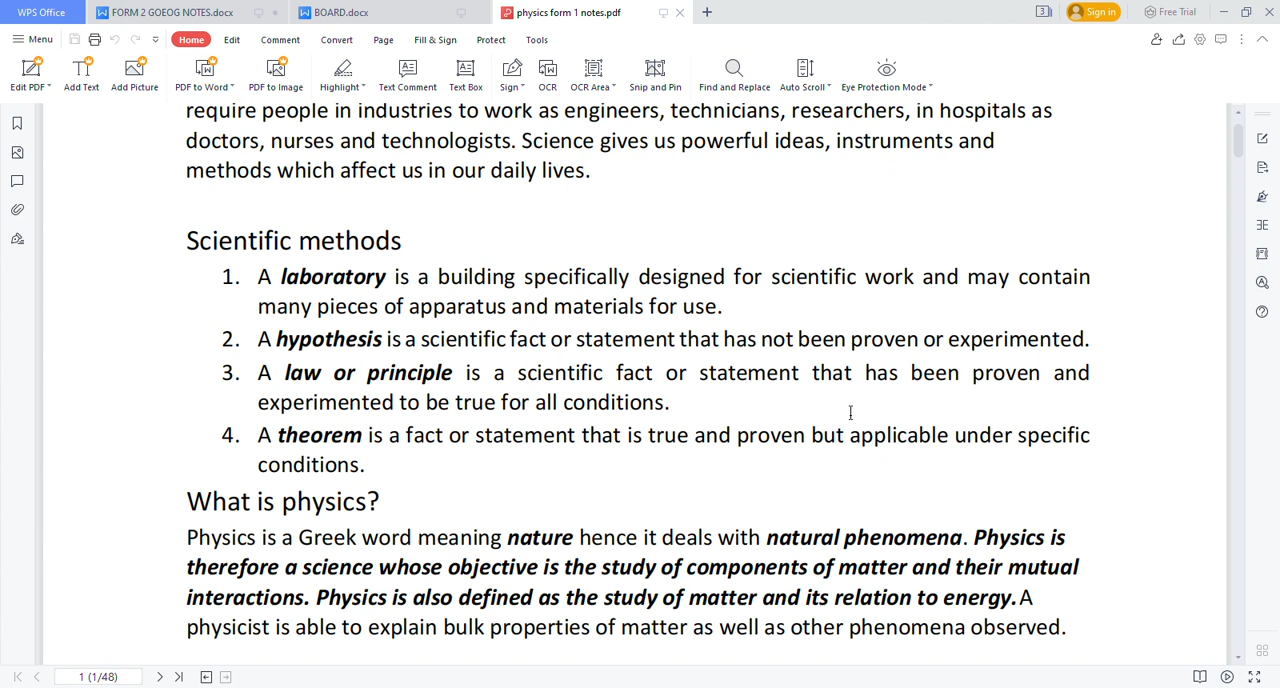 WPS Office FORM 2 GOEOG NOTES.docx BOARD.docx physics form 1 notes.pdf Sign in Free Trial
Menu Home Edit Comment Convert Page Fill & Sign Protect Tools
Edit PDF Add Text Add Picture PDF to Word PDF to Image Highlight Text Comment Text Box Sign OCR OCR Area Snip and Pin Find and Replace Auto Scroll Eye Protection Mode
require people in industries to work as engineers, technicians, researchers, in hospitals as
doctors, nurses and technologists. Science gives us powerful ideas, instruments and
methods which affect us in our daily lives.
Scientific methods
1. A laboratory is a building specifically designed for scientific work and may contain
many pieces of apparatus and materials for use.
2. A hypothesis is a scientific fact or statement that has not been proven or experimented.
3. A law or principle is a scientific fact or statement that has been proven and
experimented to be true for all conditions.
4. A theorem is a fact or statement that is true and proven but applicable under specific
conditions.
What is physics?
Physics is a Greek word meaning nature hence it deals with natural phenomena. Physics is
therefore a science whose objective is the study of components of matter and their mutual
interactions. Physics is also defined as the study of matter and its relation to energy. A
physicist is able to explain bulk properties of matter as well as other phenomena observed.
1 (1/48)